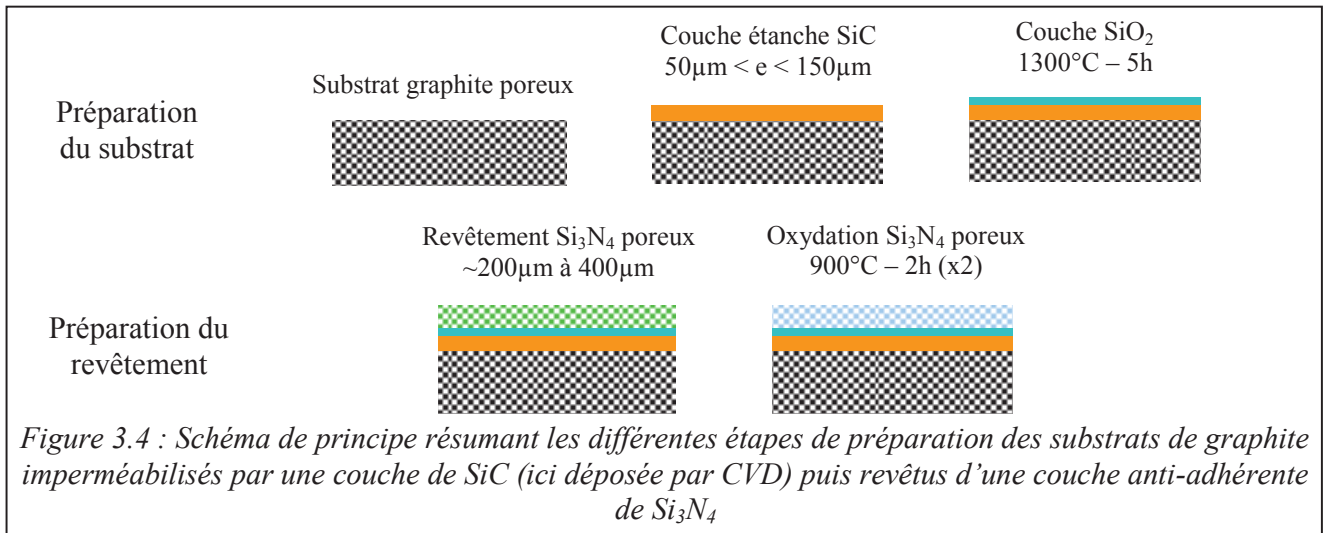 Préparation
du substrat
Substrat graphite poreux
Couche étanche SiC
50µm < e < 150µm
Couche SiO₂
1300°C – 5h
Préparation du
revêtement
Revêtement Si₃N₄ poreux
~200µm à 400µm
Oxydation Si₃N₄ poreux
900°C – 2h (x2)
Figure 3.4 : Schéma de principe résumant les différentes étapes de préparation des substrats de graphite
imperméabilisés par une couche de SiC (ici déposée par CVD) puis revêtus d’une couche anti-adhérente
de Si₃N₄